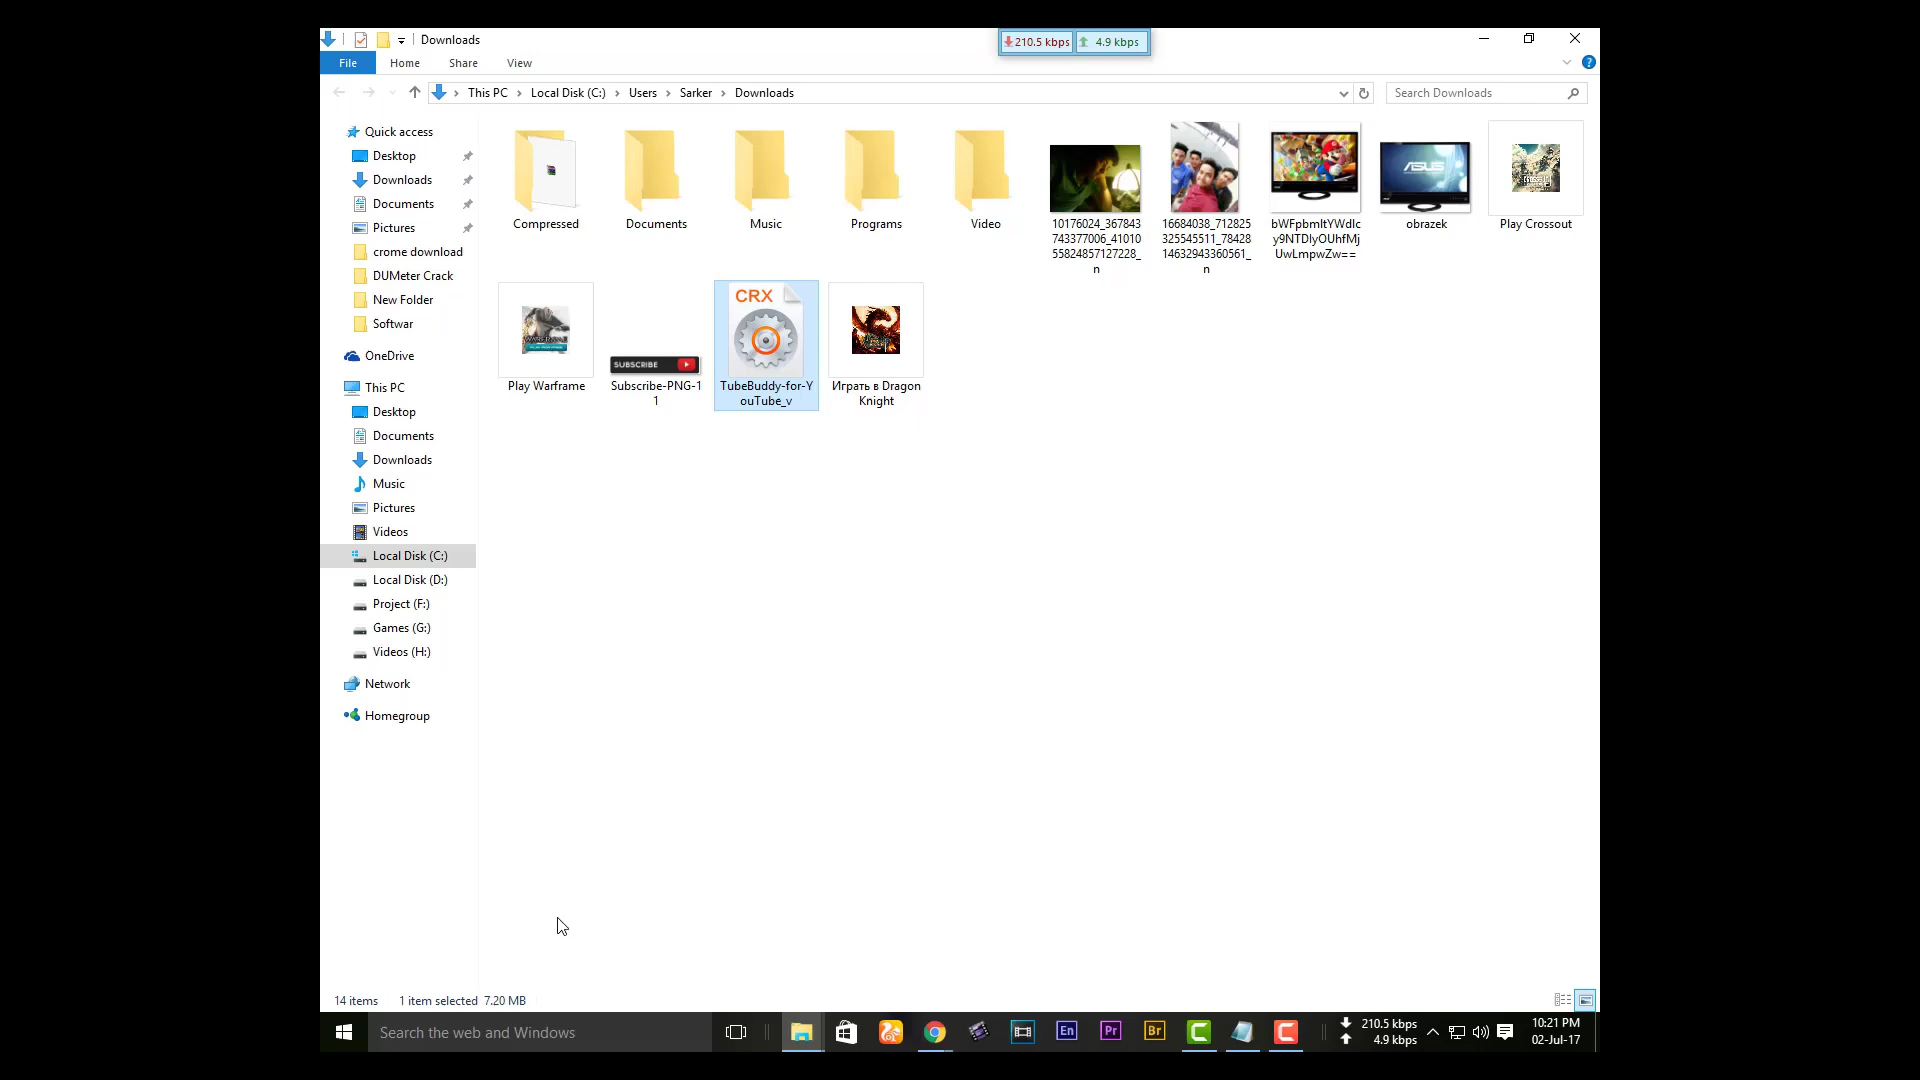 Downloads
210.5 kbps 4.9 kbps
File Home Share View
This PC Local Disk (C:) Users Sarker Downloads
Search Downloads
Quick access
Desktop
Downloads
Documents
Pictures
crome download
DUMeter Crack
New Folder
Softwar
OneDrive
This PC
Desktop
Documents
Downloads
Music
Pictures
Videos
Local Disk (C:)
Local Disk (D:)
Project (F:)
Games (G:)
Videos (H:)
Network
Homegroup
Compressed
Documents
Music
Programs
Video
10176024_367843
743377006_41010
55824857127228_
n
16684038_712825
325545511_78428
14632943360561_
n
bWFpbmltYWdlc
y9NTDlyOUhfMj
UwLmpwZw==
ASUS
obrazek
Play Crossout
WARFRAME
Play Warframe
SUBSCRIBE
Subscribe-PNG-1
1
CRX
TubeBuddy-for-Y
ouTube_v
Играть в Dragon
Knight
14 items 1 item selected 7.20 MB
Search the web and Windows
En
Pr
Br
210.5 kbps
4.9 kbps
10:21 PM
02-Jul-17